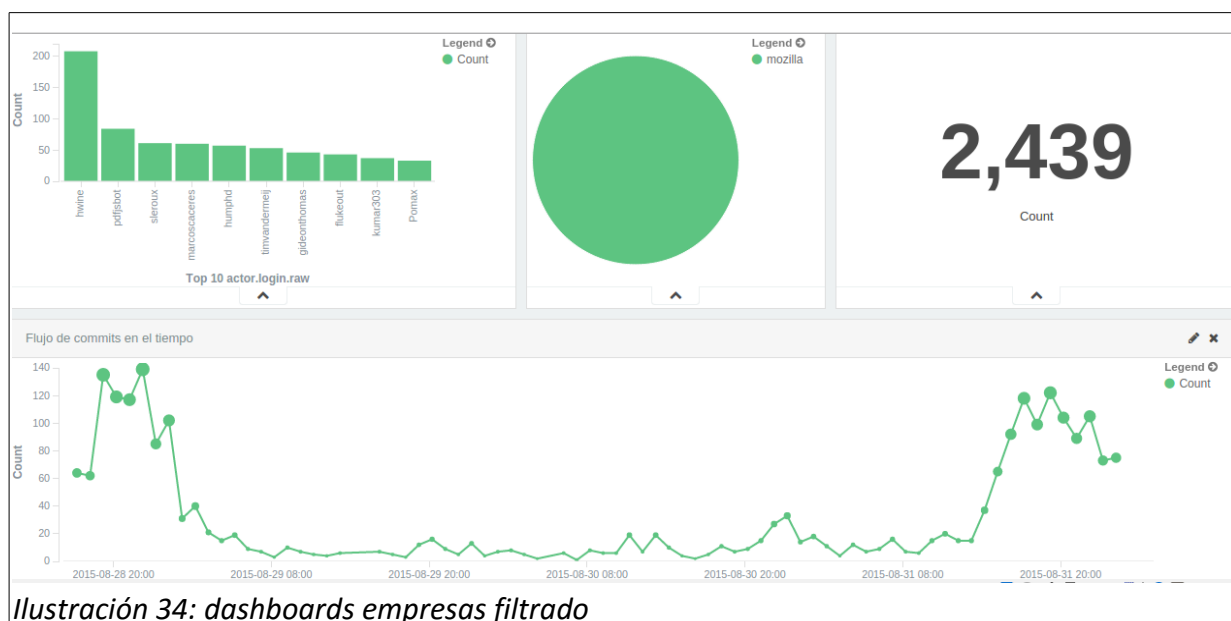 Legend
Count
200
150
100
50
0
Count
hwine
pdfjsbot
sleroux
marcoscaceres
humphd
timvandermeij
gideonthomas
flukeout
kumar303
Pomax
Top 10 actor.login.raw
Legend
mozilla
2,439
Count
Flujo de commits en el tiempo
Legend
Count
140
120
100
80
60
40
20
0
Count
2015-08-28 20:00
2015-08-29 08:00
2015-08-29 20:00
2015-08-30 08:00
2015-08-30 20:00
2015-08-31 08:00
2015-08-31 20:00
Ilustración 34: dashboards empresas filtrado